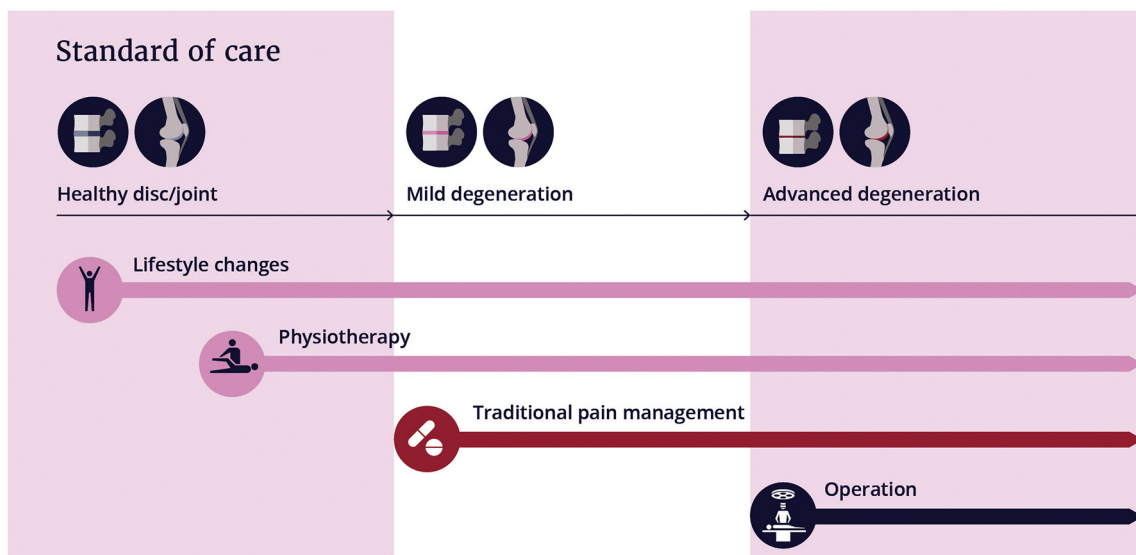 Standard of care
Healthy disc/joint
Mild degeneration
Advanced degeneration
Lifestyle changes
Physiotherapy
Traditional pain management
Operation